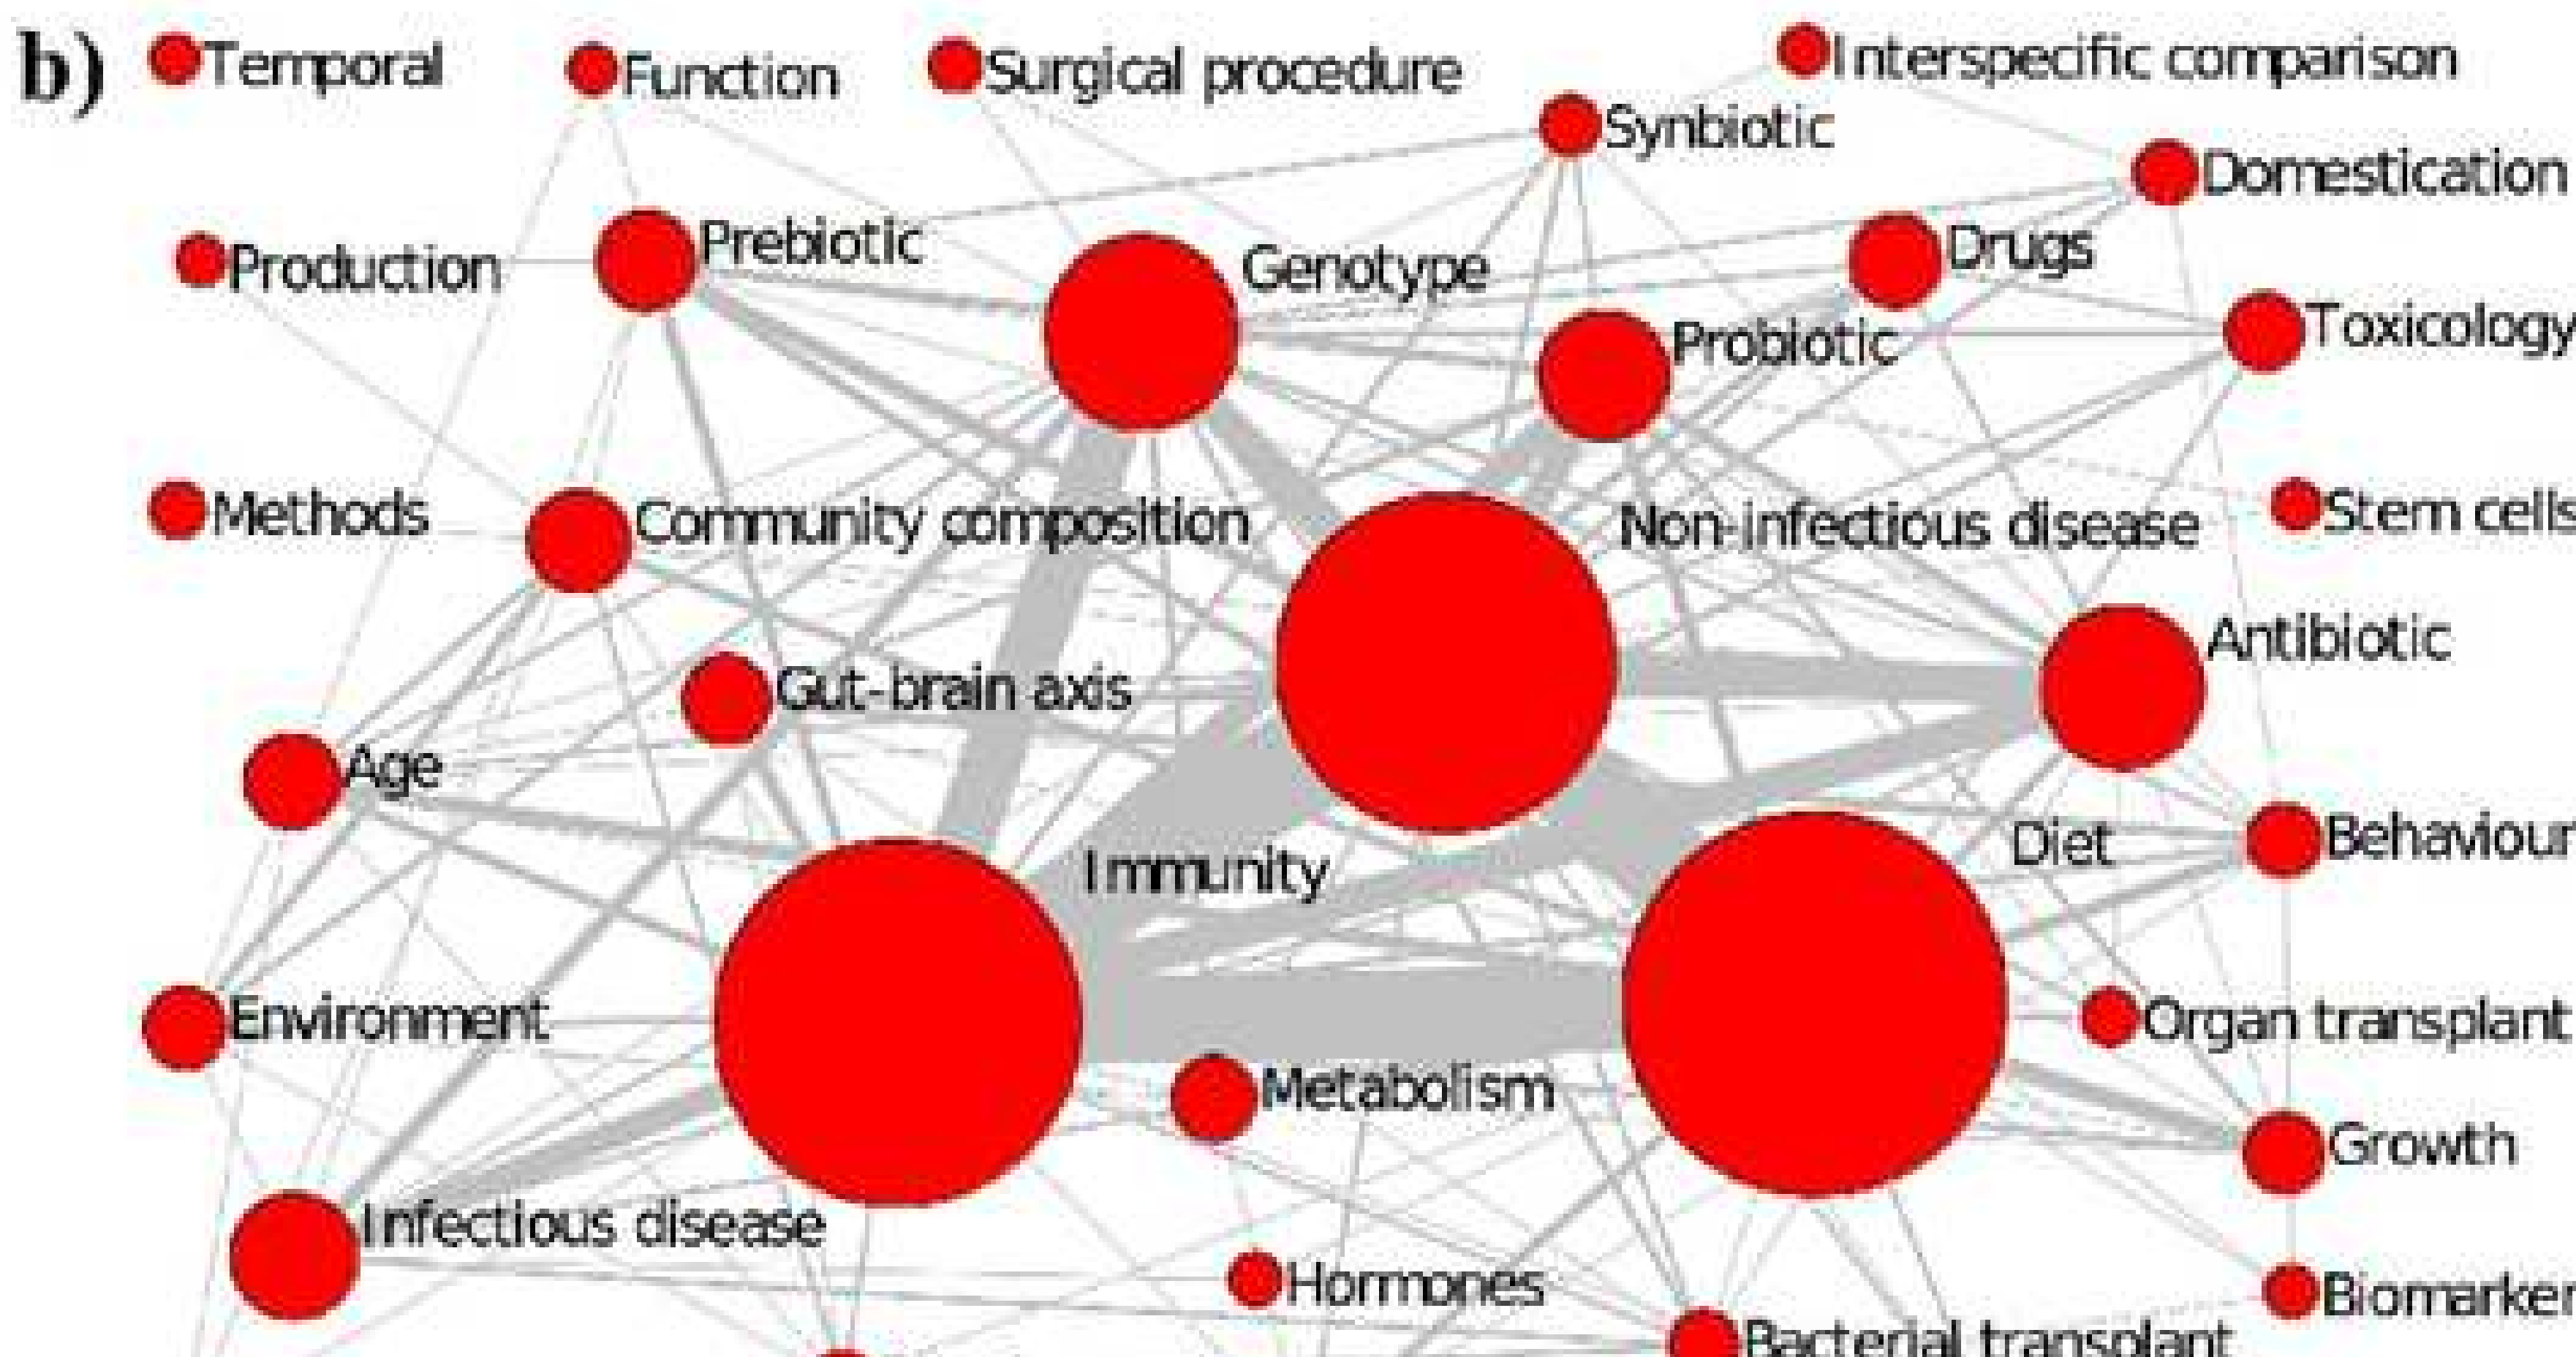 b)
Temporal
Function
Surgical procedure
Interspecific comparison
Synbiotic
Domestication
Prebiotic
Genotype
Drugs
Production
Probiotic
Toxicology
Methods
Community composition
Non-infectious disease
Stem cells
Gut-brain axis
Antibiotic
Age
Immunity
Diet
Behaviour
Environment
Organ transplant
Metabolism
Growth
Infectious disease
Hormones
Biomarker
Bacterial transplant